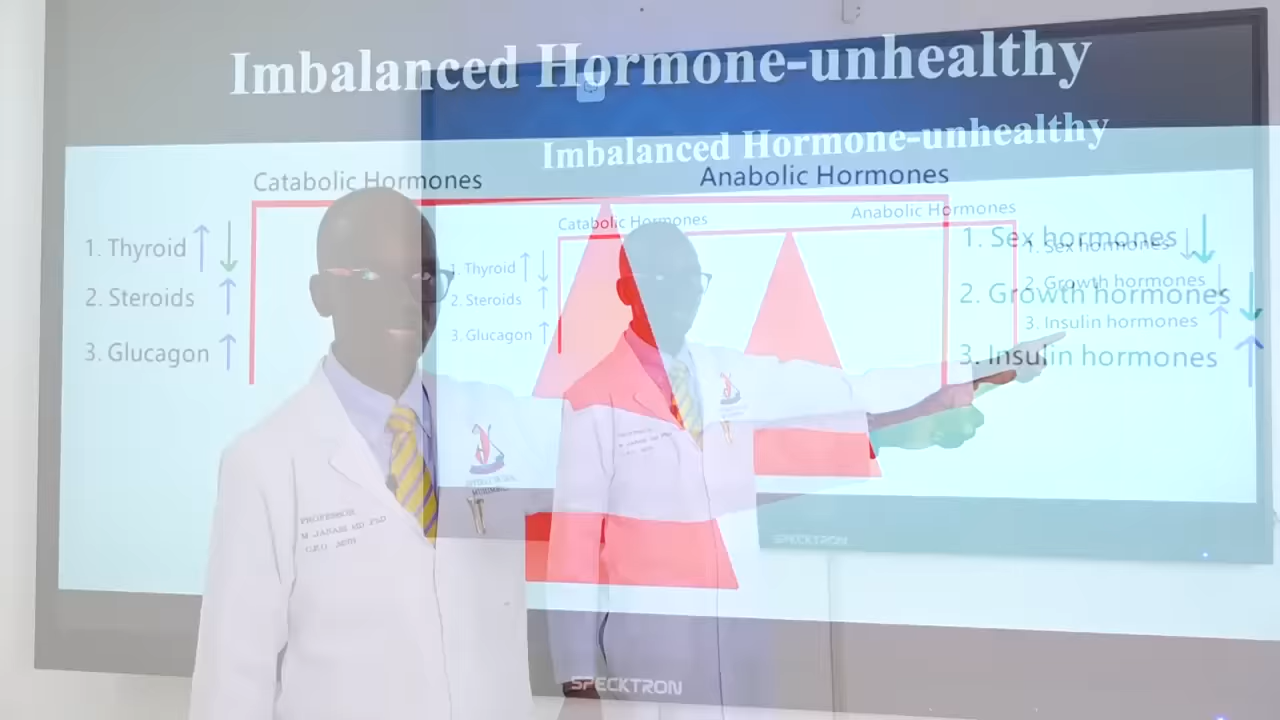 Imbalanced Hormone-unhealthy
Imbalanced Hormone-unhealthy
Catabolic Hormones
Anabolic Hormones
Catabolic Hormones
Anabolic Hormones
1. Thyroid
2. Steroids
3. Glucagon
1. Thyroid
2. Steroids
3. Glucagon
1. Sex hormones
2. Growth hormones
3. Insulin hormones
1. Sex hormones
2. Growth hormones
3. Insulin hormones
PROFESSOR
MD PhD
SPECKTRON
SPECKTRON